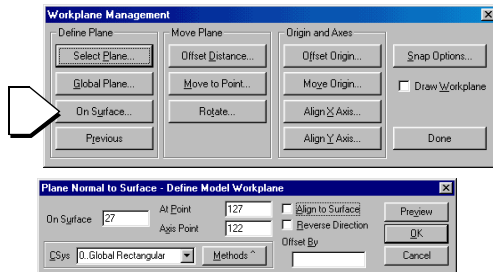 Workplane Management
Define Plane Move Plane Origin and Axes
Select Plane... Offset Distance... Offset Origin... Snap Options...
Global Plane... Move to Point... Move Origin... Draw Workplane
On Surface... Rotate... Align X Axis...
Previous Align Y Axis... Done
Plane Normal to Surface - Define Model Workplane
On Surface 27 At Point 127 Align to Surface Preview
Axis Point 122 Reverse Direction OK
CSys 0..Global Rectangular Methods ^ Offset By Cancel